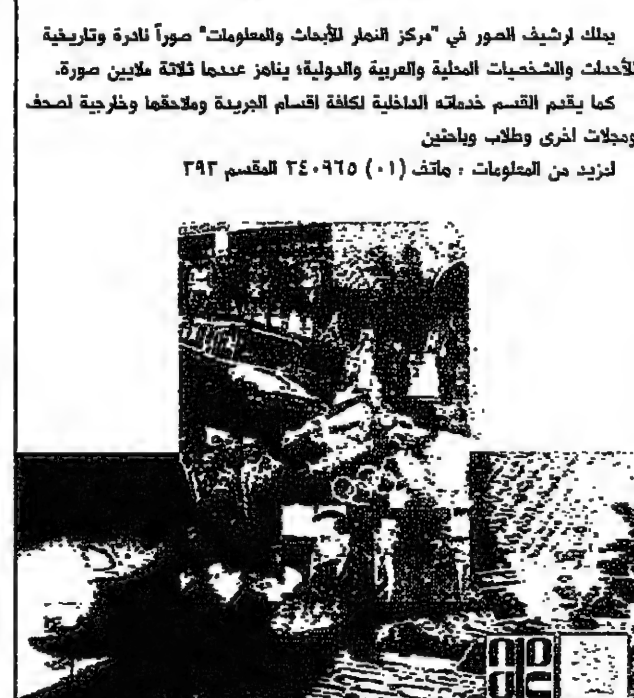 يملك ارشيف الصور في "مركز النهار للأبحاث والمعلومات" صوراً نادرة وتاريخية
للأحداث والشخصيات المحلية والعربية والدولية؛ يناهز عددها ثلاثة ملايين صورة.
كما يقدم القسم خدماته الداخلية لكافة اقسام الجريدة وملاحقها وخارجية لصحف
ومجلات اخرى وطلاب وباحثين
لمزيد من المعلومات : هاتف (٠١) ٣٤٠٩٦٥ المقسم ٣٩٣